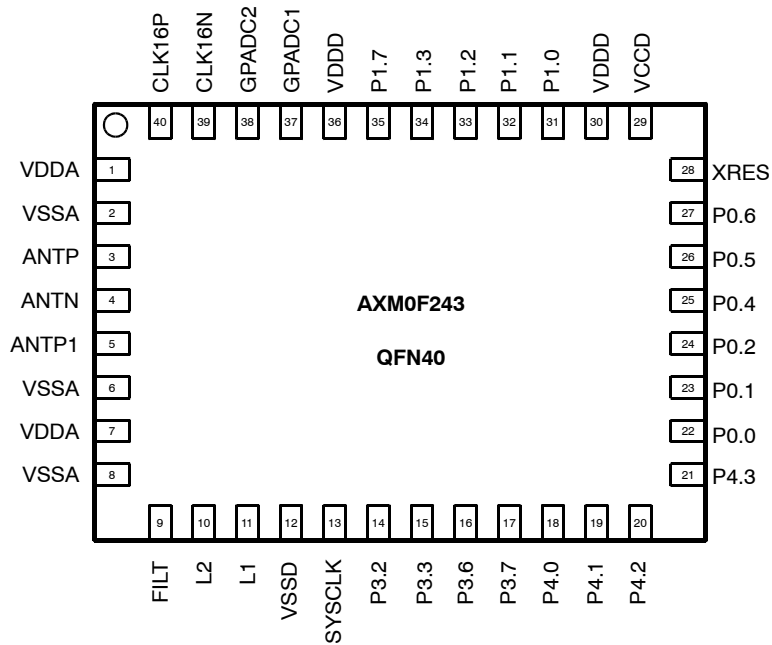 CLK16P CLK16N GPADC2 GPADC1 VDDD P1.7 P1.3 P1.2 P1.1 P1.0 VDDD VCCD
40 39 38 37 36 35 34 33 32 31 30 29
VDDA 1 28 XRES
VSSA 2 27 P0.6
ANTP 3 26 P0.5
ANTN 4 25 P0.4
AXM0F243
ANTP1 5 24 P0.2
QFN40
VSSA 6 23 P0.1
VDDA 7 22 P0.0
VSSA 8 21 P4.3
9 10 11 12 13 14 15 16 17 18 19 20
FILT L2 L1 VSSD SYSCLK P3.2 P3.3 P3.6 P3.7 P4.0 P4.1 P4.2